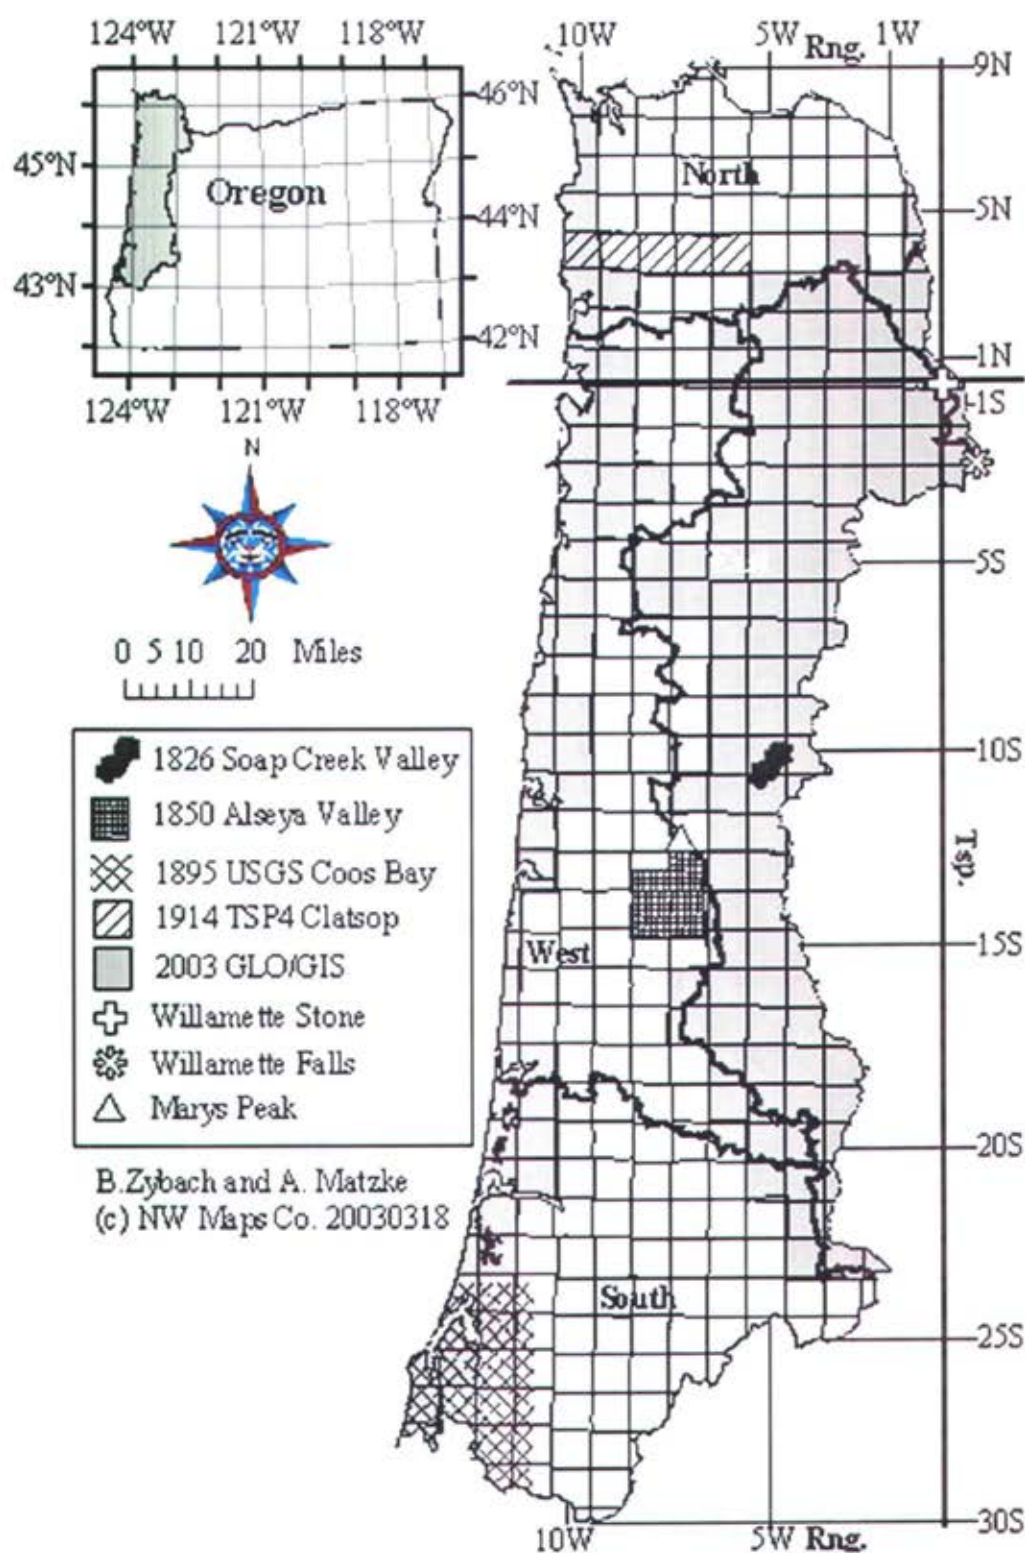 124°W 121°W 118°W
46°N
45°N
Oregon
44°N
43°N
42°N
124°W 121°W 118°W
10W 5W Rng. 1W
9N
North
5N
1N
1S
5S
10S
Tsp.
15S
West
20S
South
25S
30S
10W 5W Rng.
N
0 5 10 20 Miles
1826 Soap Creek Valley
1850 Alseya Valley
1895 USGS Coos Bay
1914 TSP4 Clatsop
2003 GLO/GIS
Willamette Stone
Willamette Falls
Marys Peak
B.Zybach and A. Matzke
(c) NW Maps Co. 20030318